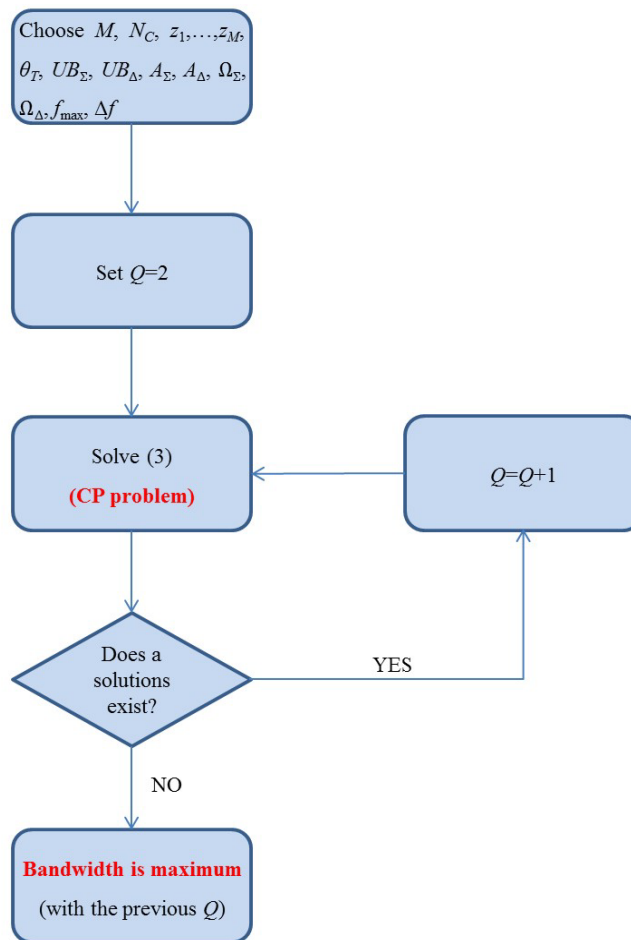 Choose M, N_C, z_1,…,z_M,
θ_T, UB_Σ, UB_Δ, A_Σ, A_Δ, Ω_Σ,
Ω_Δ, f_max, Δf
Set Q=2
Solve (3)
(CP problem)
Q=Q+1
Does a
solutions
exist?
YES
NO
Bandwidth is maximum
(with the previous Q)